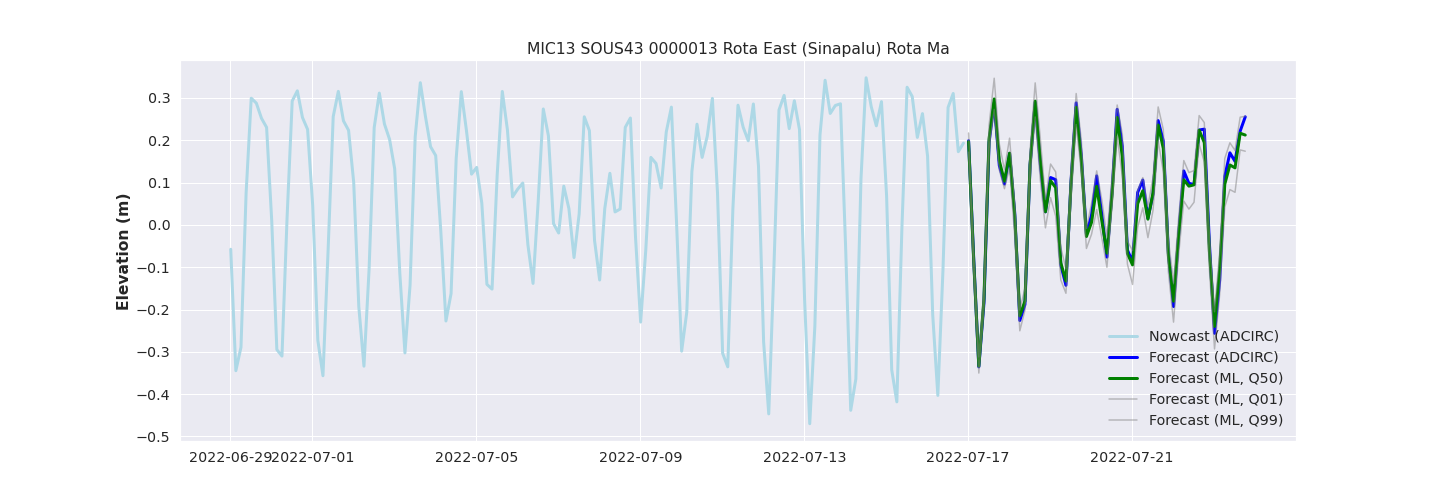 MIC13 SOUS43 0000013 Rota East (Sinapalu) Rota Ma
Elevation (m)
0.3
0.2
0.1
0.0
−0.1
−0.2
−0.3
−0.4
−0.5
Nowcast (ADCIRC)
Forecast (ADCIRC)
Forecast (ML, Q50)
Forecast (ML, Q01)
Forecast (ML, Q99)
2022-06-29 2022-07-01 2022-07-05 2022-07-09 2022-07-13 2022-07-17 2022-07-21